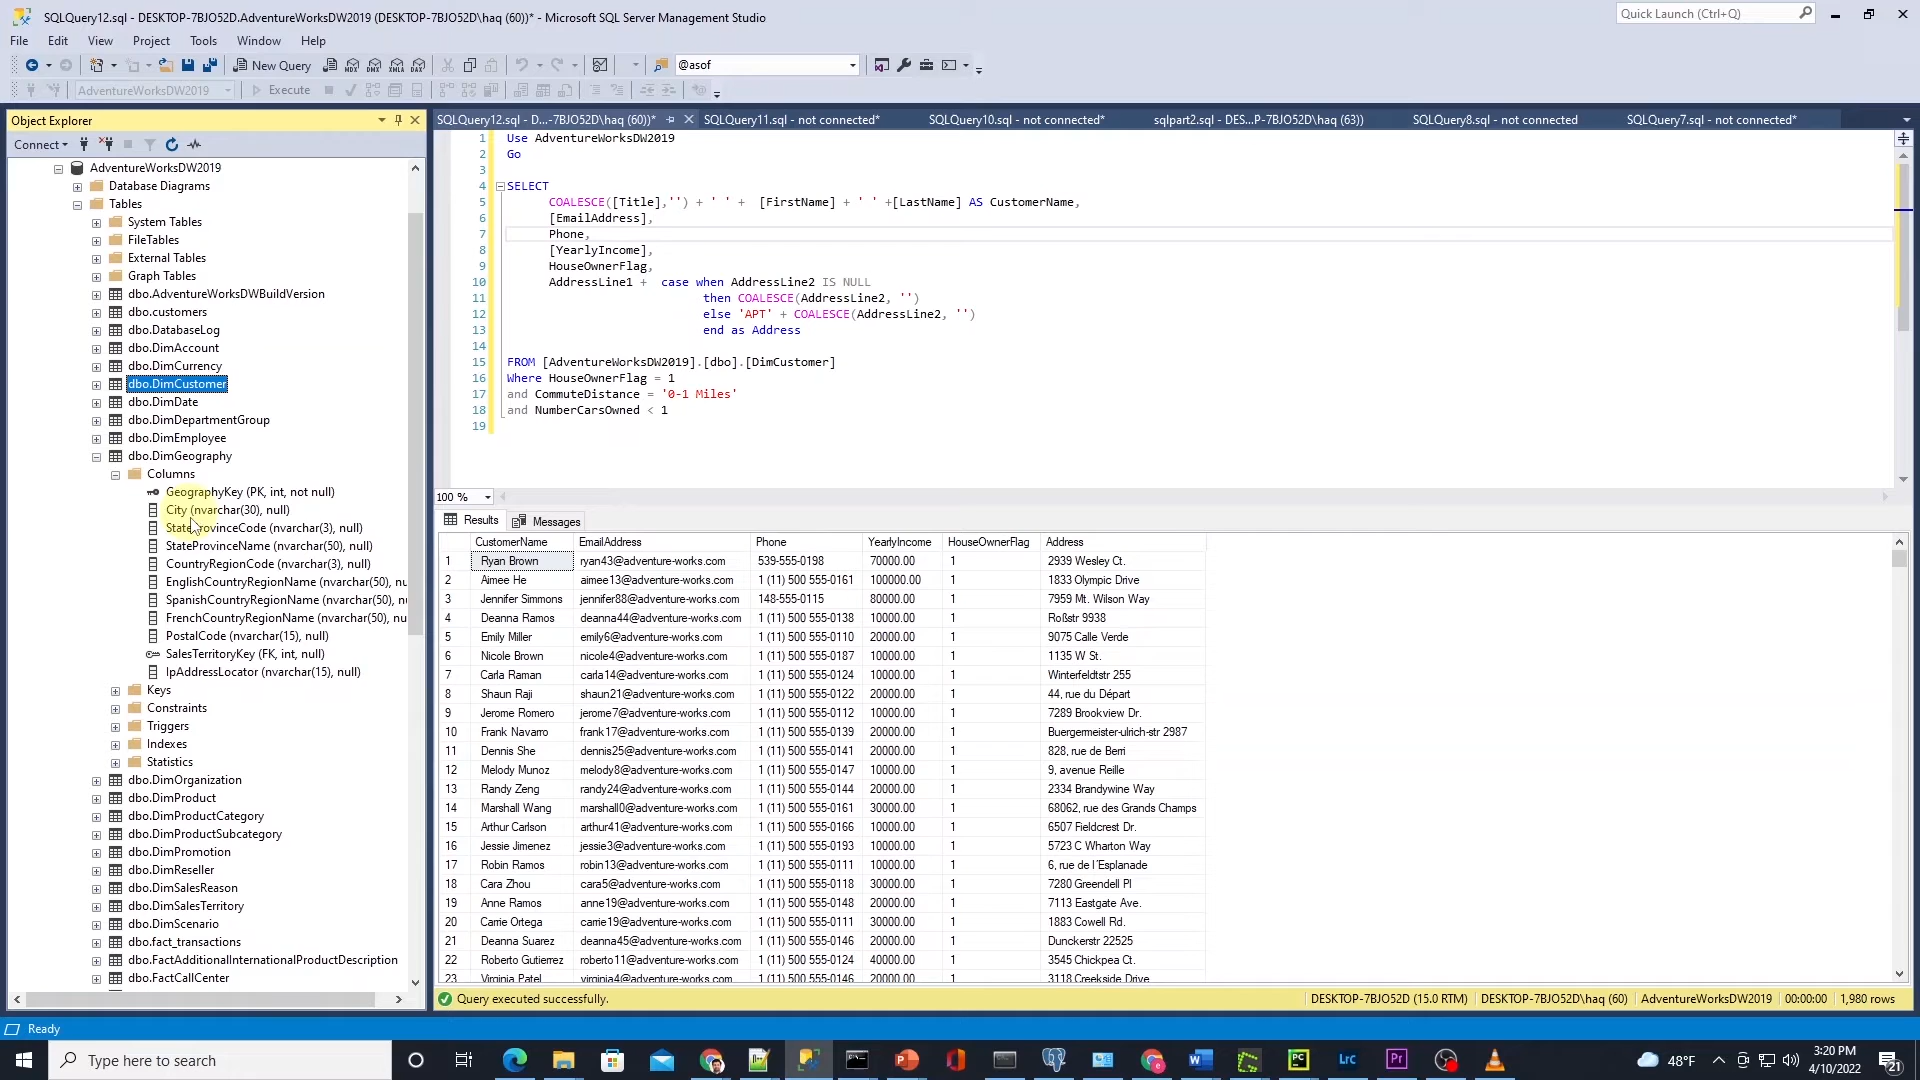 SQLQuery12.sql - DESKTOP-7BJO52D.AdventureWorksDW2019 (DESKTOP-7BJO52D\haq (60))* - Microsoft SQL Server Management Studio
Quick Launch (Ctrl+Q)
File Edit View Project Tools Window Help
New Query
MDX DMX XMLA DAX
@asof
AdventureWorksDW2019
Execute
Object Explorer
SQLQuery12.sql - D...-7BJO52D\haq (60))*
SQLQuery11.sql - not connected*
SQLQuery10.sql - not connected*
sqlpart2.sql - DES...P-7BJO52D\haq (63))
SQLQuery8.sql - not connected
SQLQuery7.sql - not connected*
Connect
AdventureWorksDW2019
Database Diagrams
Tables
System Tables
FileTables
External Tables
Graph Tables
dbo.AdventureWorksDWBuildVersion
dbo.customers
dbo.DatabaseLog
dbo.DimAccount
dbo.DimCurrency
dbo.DimCustomer
dbo.DimDate
dbo.DimDepartmentGroup
dbo.DimEmployee
dbo.DimGeography
Columns
GeographyKey (PK, int, not null)
City (nvarchar(30), null)
StateProvinceCode (nvarchar(3), null)
StateProvinceName (nvarchar(50), null)
CountryRegionCode (nvarchar(3), null)
EnglishCountryRegionName (nvarchar(50), nu
SpanishCountryRegionName (nvarchar(50), nu
FrenchCountryRegionName (nvarchar(50), nu
PostalCode (nvarchar(15), null)
SalesTerritoryKey (FK, int, null)
IpAddressLocator (nvarchar(15), null)
Keys
Constraints
Triggers
Indexes
Statistics
dbo.DimOrganization
dbo.DimProduct
dbo.DimProductCategory
dbo.DimProductSubcategory
dbo.DimPromotion
dbo.DimReseller
dbo.DimSalesReason
dbo.DimSalesTerritory
dbo.DimScenario
dbo.fact_transactions
dbo.FactAdditionalInternationalProductDescription
dbo.FactCallCenter
1 Use AdventureWorksDW2019
2 Go
3
4 SELECT
5 COALESCE([Title],'') + ' ' + [FirstName] + ' ' +[LastName] AS CustomerName,
6 [EmailAddress],
7 Phone,
8 [YearlyIncome],
9 HouseOwnerFlag,
10 AddressLine1 + case when AddressLine2 IS NULL
11 then COALESCE(AddressLine2, '')
12 else 'APT' + COALESCE(AddressLine2, '')
13 end as Address
14
15 FROM [AdventureWorksDW2019].[dbo].[DimCustomer]
16 Where HouseOwnerFlag = 1
17 and CommuteDistance = '0-1 Miles'
18 and NumberCarsOwned < 1
19
100 %
Results Messages
CustomerName EmailAddress Phone YearlyIncome HouseOwnerFlag Address
1 Ryan Brown ryan43@adventure-works.com 539-555-0198 70000.00 1 2939 Wesley Ct.
2 Aimee He aimee13@adventure-works.com 1 (11) 500 555-0161 100000.00 1 1833 Olympic Drive
3 Jennifer Simmons jennifer88@adventure-works.com 148-555-0115 80000.00 1 7959 Mt. Wilson Way
4 Deanna Ramos deanna44@adventure-works.com 1 (11) 500 555-0138 10000.00 1 Roßstr 9938
5 Emily Miller emily6@adventure-works.com 1 (11) 500 555-0110 20000.00 1 9075 Calle Verde
6 Nicole Brown nicole4@adventure-works.com 1 (11) 500 555-0187 10000.00 1 1135 W St.
7 Carla Raman carla14@adventure-works.com 1 (11) 500 555-0124 10000.00 1 Winterfeldtstr 255
8 Shaun Raji shaun21@adventure-works.com 1 (11) 500 555-0122 20000.00 1 44, rue du Départ
9 Jerome Romero jerome7@adventure-works.com 1 (11) 500 555-0112 10000.00 1 7289 Brookview Dr.
10 Frank Navarro frank17@adventure-works.com 1 (11) 500 555-0139 20000.00 1 Buergermeister-ulrich-str 2987
11 Dennis She dennis25@adventure-works.com 1 (11) 500 555-0141 20000.00 1 828, rue de Berri
12 Melody Munoz melody8@adventure-works.com 1 (11) 500 555-0147 10000.00 1 9, avenue Reille
13 Randy Zeng randy24@adventure-works.com 1 (11) 500 555-0144 20000.00 1 2334 Brandywine Way
14 Marshall Wang marshall0@adventure-works.com 1 (11) 500 555-0161 30000.00 1 68062, rue des Grands Champs
15 Arthur Carlson arthur41@adventure-works.com 1 (11) 500 555-0166 10000.00 1 6507 Fieldcrest Dr.
16 Jessie Jimenez jessie3@adventure-works.com 1 (11) 500 555-0193 10000.00 1 5723 C Wharton Way
17 Robin Ramos robin13@adventure-works.com 1 (11) 500 555-0111 10000.00 1 6, rue de l´Esplanade
18 Cara Zhou cara5@adventure-works.com 1 (11) 500 555-0118 30000.00 1 7280 Greendell Pl
19 Anne Ramos anne19@adventure-works.com 1 (11) 500 555-0148 20000.00 1 7113 Eastgate Ave.
20 Carrie Ortega carrie19@adventure-works.com 1 (11) 500 555-0111 30000.00 1 1883 Cowell Rd.
21 Deanna Suarez deanna45@adventure-works.com 1 (11) 500 555-0146 20000.00 1 Dunckerstr 22525
22 Roberto Gutierrez roberto11@adventure-works.com 1 (11) 500 555-0124 40000.00 1 3545 Chickpea Ct.
23 Virginia Patel virginia4@adventure-works.com 1 (11) 500 555-0146 20000.00 1 3118 Creekside Drive
Query executed successfully.
DESKTOP-7BJO52D (15.0 RTM) DESKTOP-7BJO52D\haq (60) AdventureWorksDW2019 00:00:00 1,980 rows
Ready
Type here to search
PC
Lrc
Pr
48°F
3:20 PM
4/10/2022
21